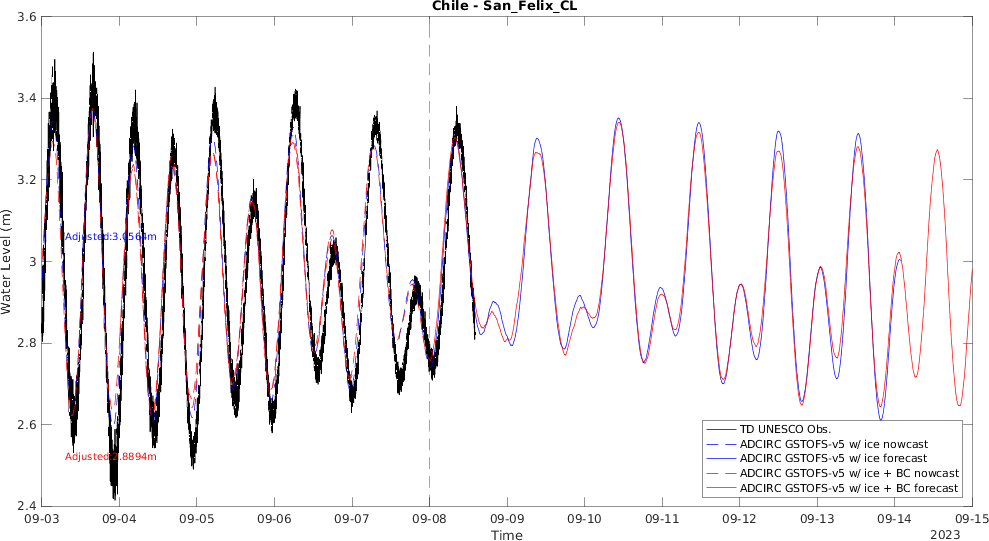 Chile - San_Felix_CL
3.6
3.4
3.2
3
2.8
2.6
2.4
Water Level (m)
Adjusted:3.0564m
Adjusted:2.8894m
TD UNESCO Obs.
ADCIRC GSTOFS-v5 w/ ice nowcast
ADCIRC GSTOFS-v5 w/ ice forecast
ADCIRC GSTOFS-v5 w/ ice + BC nowcast
ADCIRC GSTOFS-v5 w/ ice + BC forecast
09-03 09-04 09-05 09-06 09-07 09-08 09-09 09-10 09-11 09-12 09-13 09-14 09-15
Time
2023